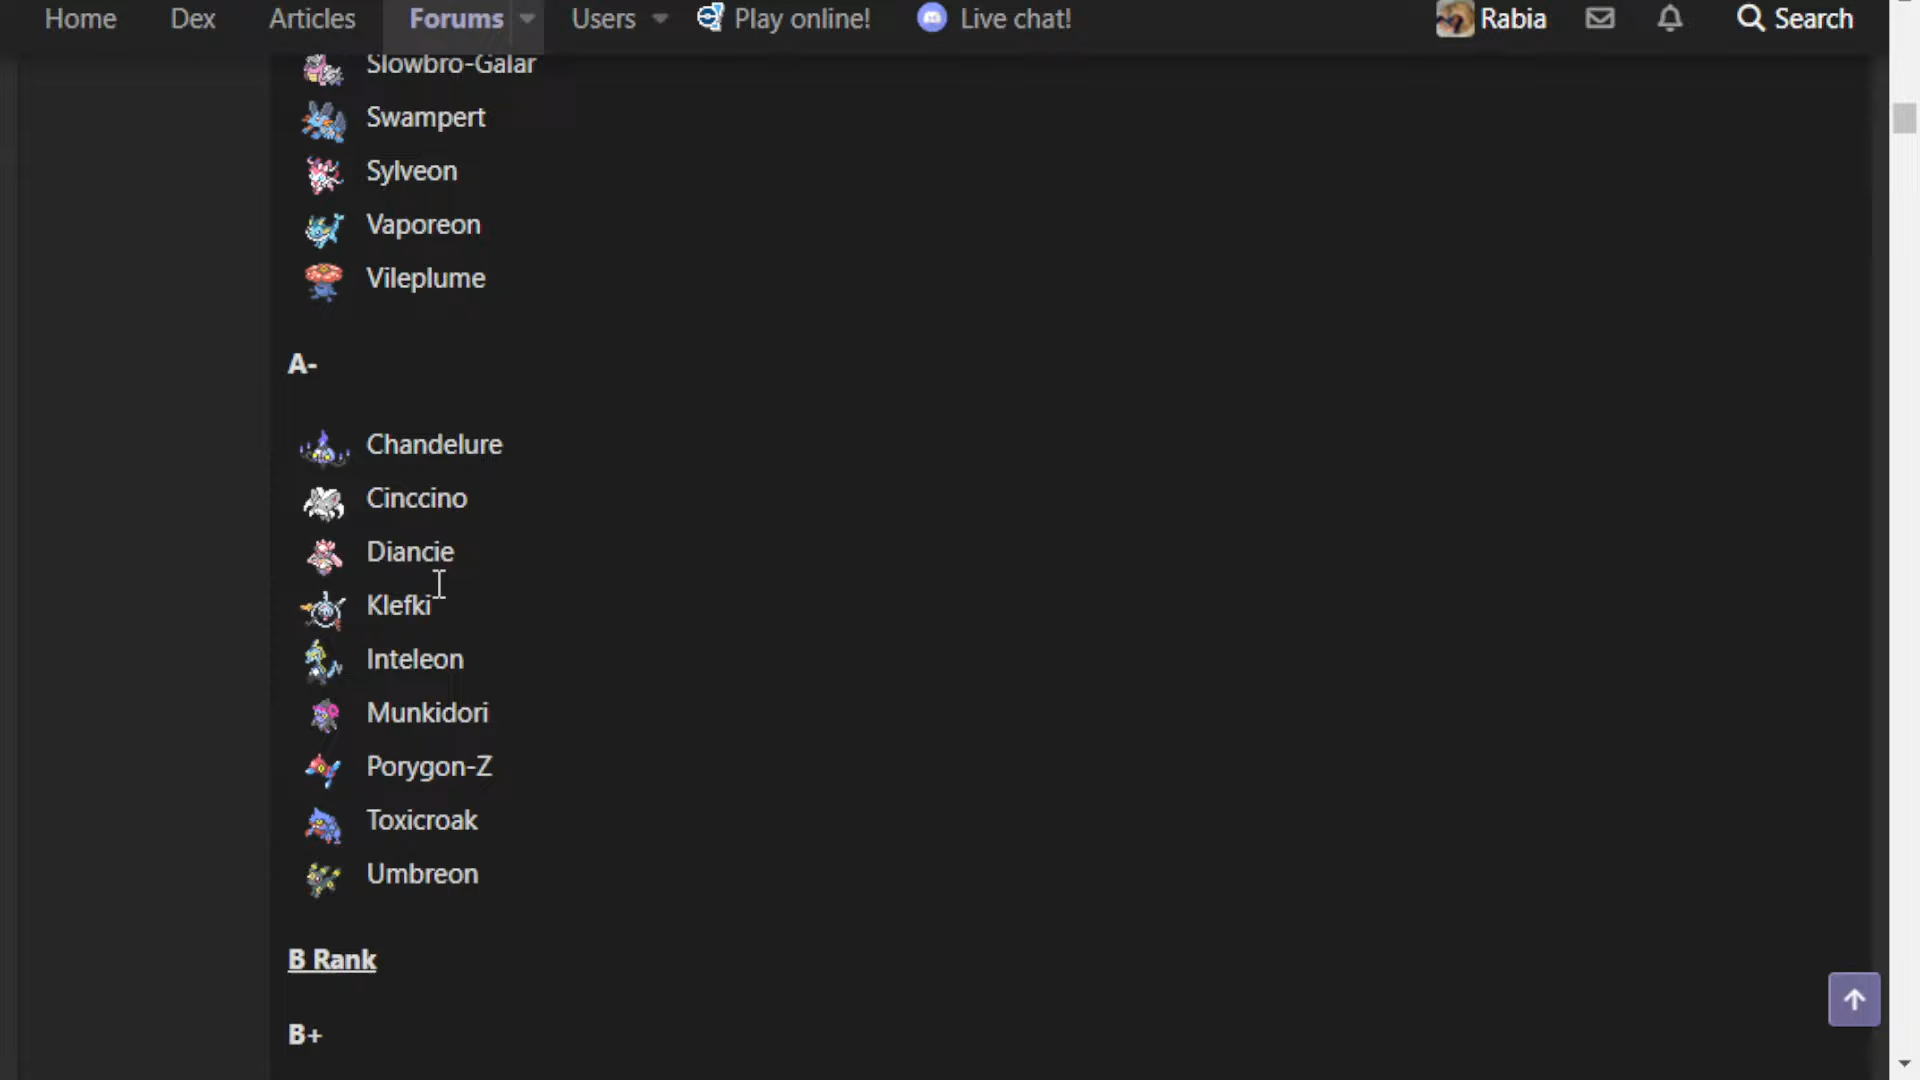 Home Dex Articles Forums Users Play online! Live chat! Rabia Search
Slowbro-Galar
Swampert
Sylveon
Vaporeon
Vileplume
A-
Chandelure
Cinccino
Diancie
Klefki
Inteleon
Munkidori
Porygon-Z
Toxicroak
Umbreon
B Rank
B+